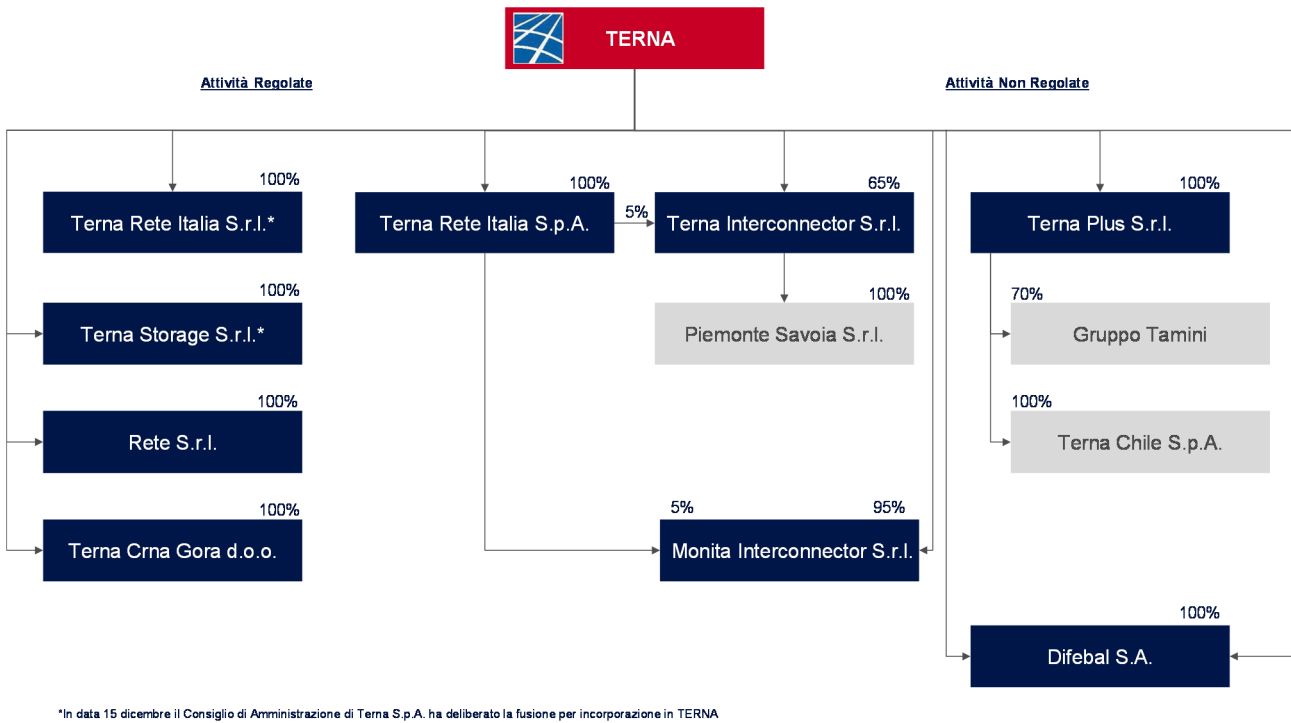 TERNA
Attività Regolate
Attività Non Regolate
100%
Terna Rete Italia S.r.l.*
100%
Terna Rete Italia S.p.A.
5%
65%
Terna Interconnector S.r.l.
100%
Terna Plus S.r.l.
100%
Terna Storage S.r.l.*
100%
Piemonte Savoia S.r.l.
70%
Gruppo Tamini
100%
Rete S.r.l.
100%
Terna Chile S.p.A.
100%
Terna Crna Gora d.o.o.
5%
95%
Monita Interconnector S.r.l.
100%
Difebal S.A.
*In data 15 dicembre il Consiglio di Amministrazione di Terna S.p.A. ha deliberato la fusione per incorporazione in TERNA